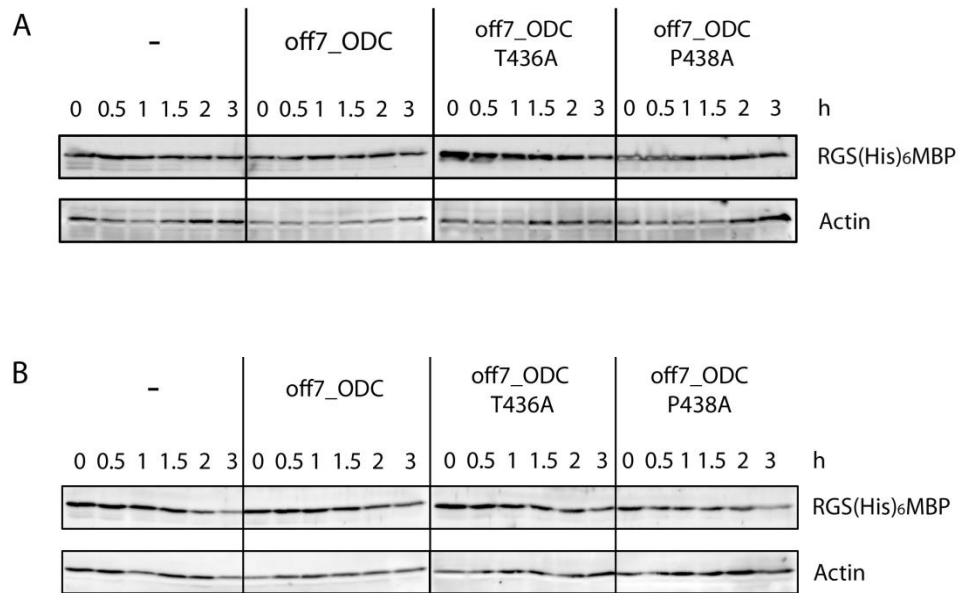 A
- off7_ODC off7_ODC T436A off7_ODC P438A
0 0.5 1 1.5 2 3 0 0.5 1 1.5 2 3 0 0.5 1 1.5 2 3 0 0.5 1 1.5 2 3 h
RGS(His)₆MBP
Actin
B
- off7_ODC off7_ODC T436A off7_ODC P438A
0 0.5 1 1.5 2 3 0 0.5 1 1.5 2 3 0 0.5 1 1.5 2 3 0 0.5 1 1.5 2 3 h
RGS(His)₆MBP
Actin